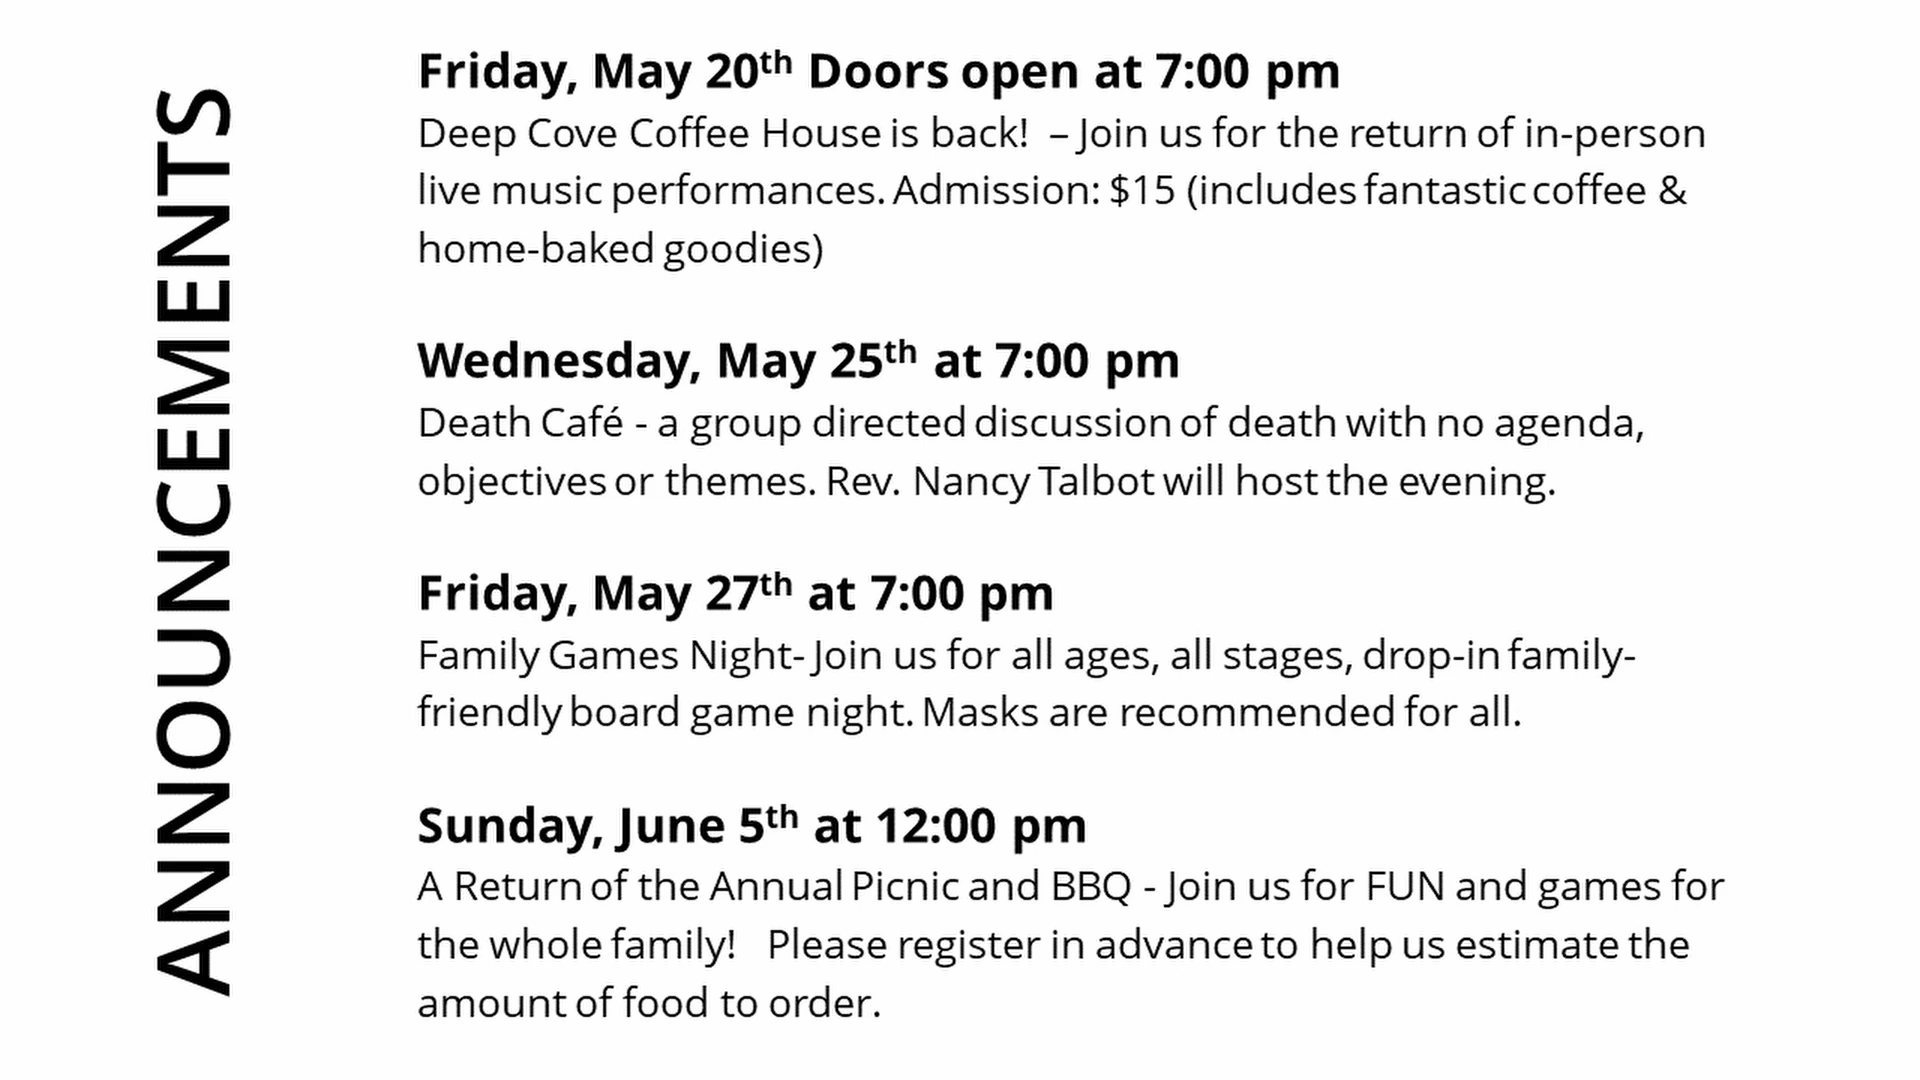 ANNOUNCEMENTS
Friday, May 20th Doors open at 7:00 pm
Deep Cove Coffee House is back!  – Join us for the return of in-person
live music performances. Admission: $15 (includes fantastic coffee &
home-baked goodies)
Wednesday, May 25th at 7:00 pm
Death Café - a group directed discussion of death with no agenda,
objectives or themes. Rev. Nancy Talbot will host the evening.
Friday, May 27th at 7:00 pm
Family Games Night- Join us for all ages, all stages, drop-in family-
friendly board game night. Masks are recommended for all.
Sunday, June 5th at 12:00 pm
A Return of the Annual Picnic and BBQ - Join us for FUN and games for
the whole family!   Please register in advance to help us estimate the
amount of food to order.